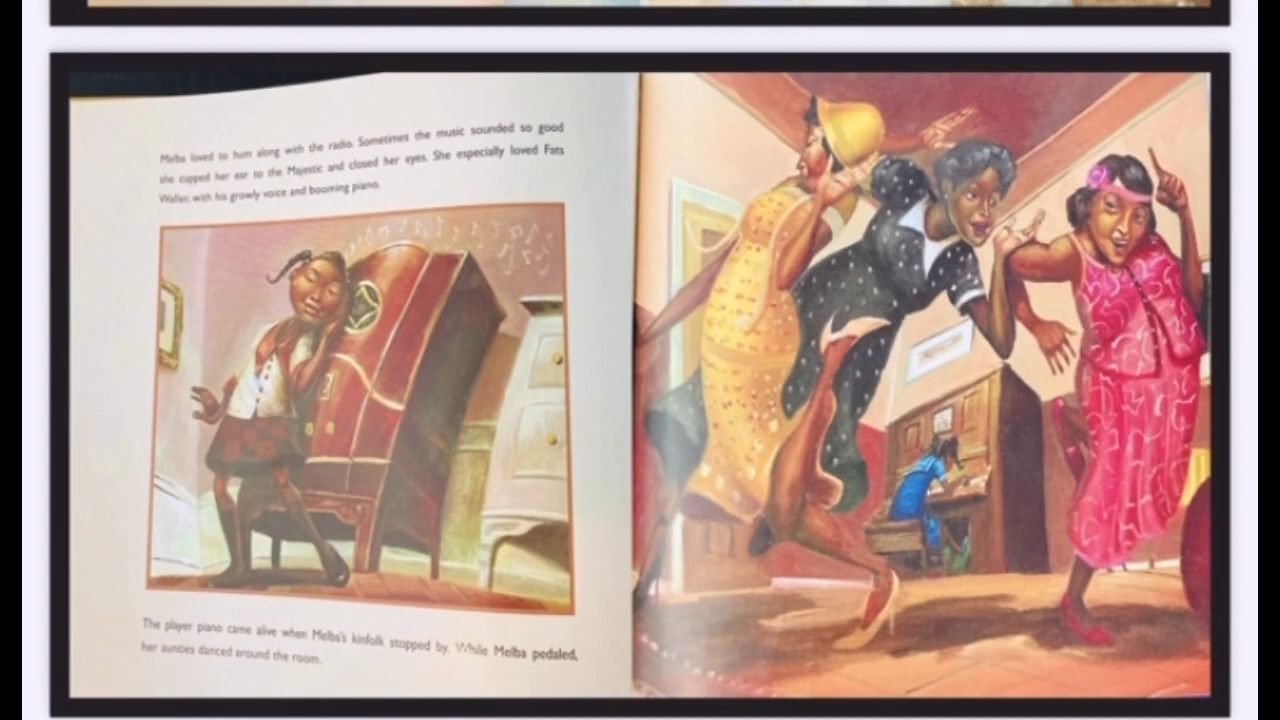 Melba loved to hum along with the radio. Sometimes the music sounded so good
she cupped her ear to the Majestic and closed her eyes. She especially loved Fats
Waller, with his growly voice and booming piano.
The player piano came alive when Melba's kinfolk stopped by. While Melba pedaled,
her aunties danced around the room.